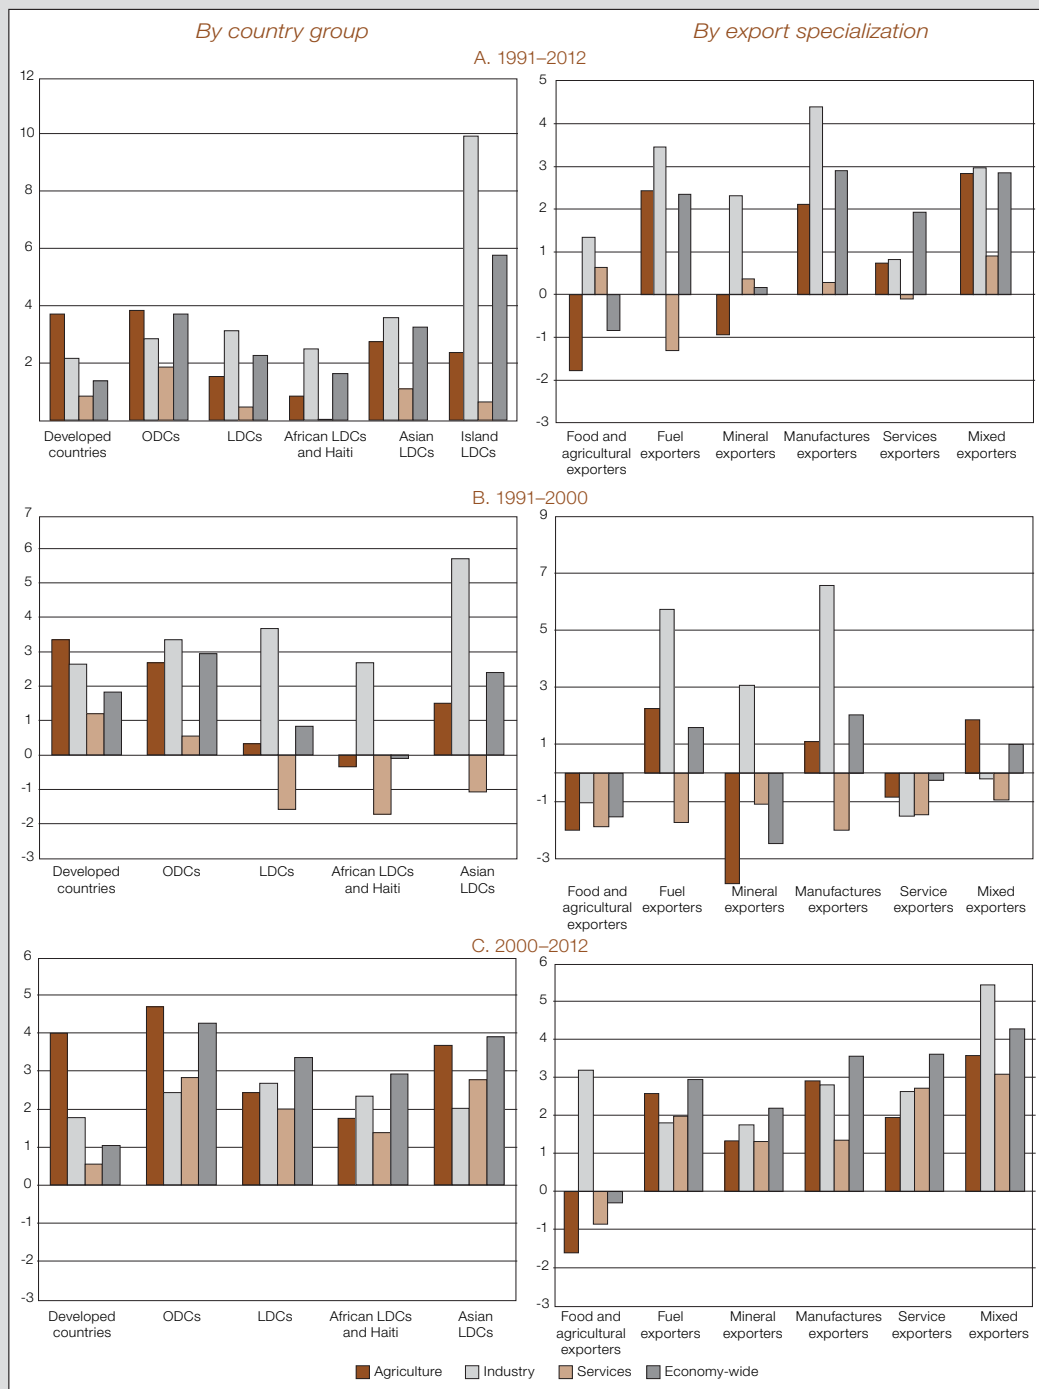 By country group
By export specialization
A. 1991–2012
12
10
8
6
4
2
Developed
countries
ODCs
LDCs
African LDCs
and Haiti
Asian
LDCs
Island
LDCs
5
4
3
2
1
0
-1
-2
-3
Food and
agricultural
exporters
Fuel
exporters
Mineral
exporters
Manufactures
exporters
Services
exporters
Mixed
exporters
B. 1991–2000
7
6
5
4
3
2
1
0
-1
-2
-3
Developed
countries
ODCs
LDCs
African LDCs
and Haiti
Asian
LDCs
9
7
5
3
1
-1
-3
Food and
agricultural
exporters
Fuel
exporters
Mineral
exporters
Manufactures
exporters
Service
exporters
Mixed
exporters
C. 2000–2012
6
5
4
3
2
1
0
-1
-2
-3
Developed
countries
ODCs
LDCs
African LDCs
and Haiti
Asian
LDCs
6
5
4
3
2
1
0
-1
-2
-3
Food and
agricultural
exporters
Fuel
exporters
Mineral
exporters
Manufactures
exporters
Service
exporters
Mixed
exporters
Agriculture
Industry
Services
Economy-wide